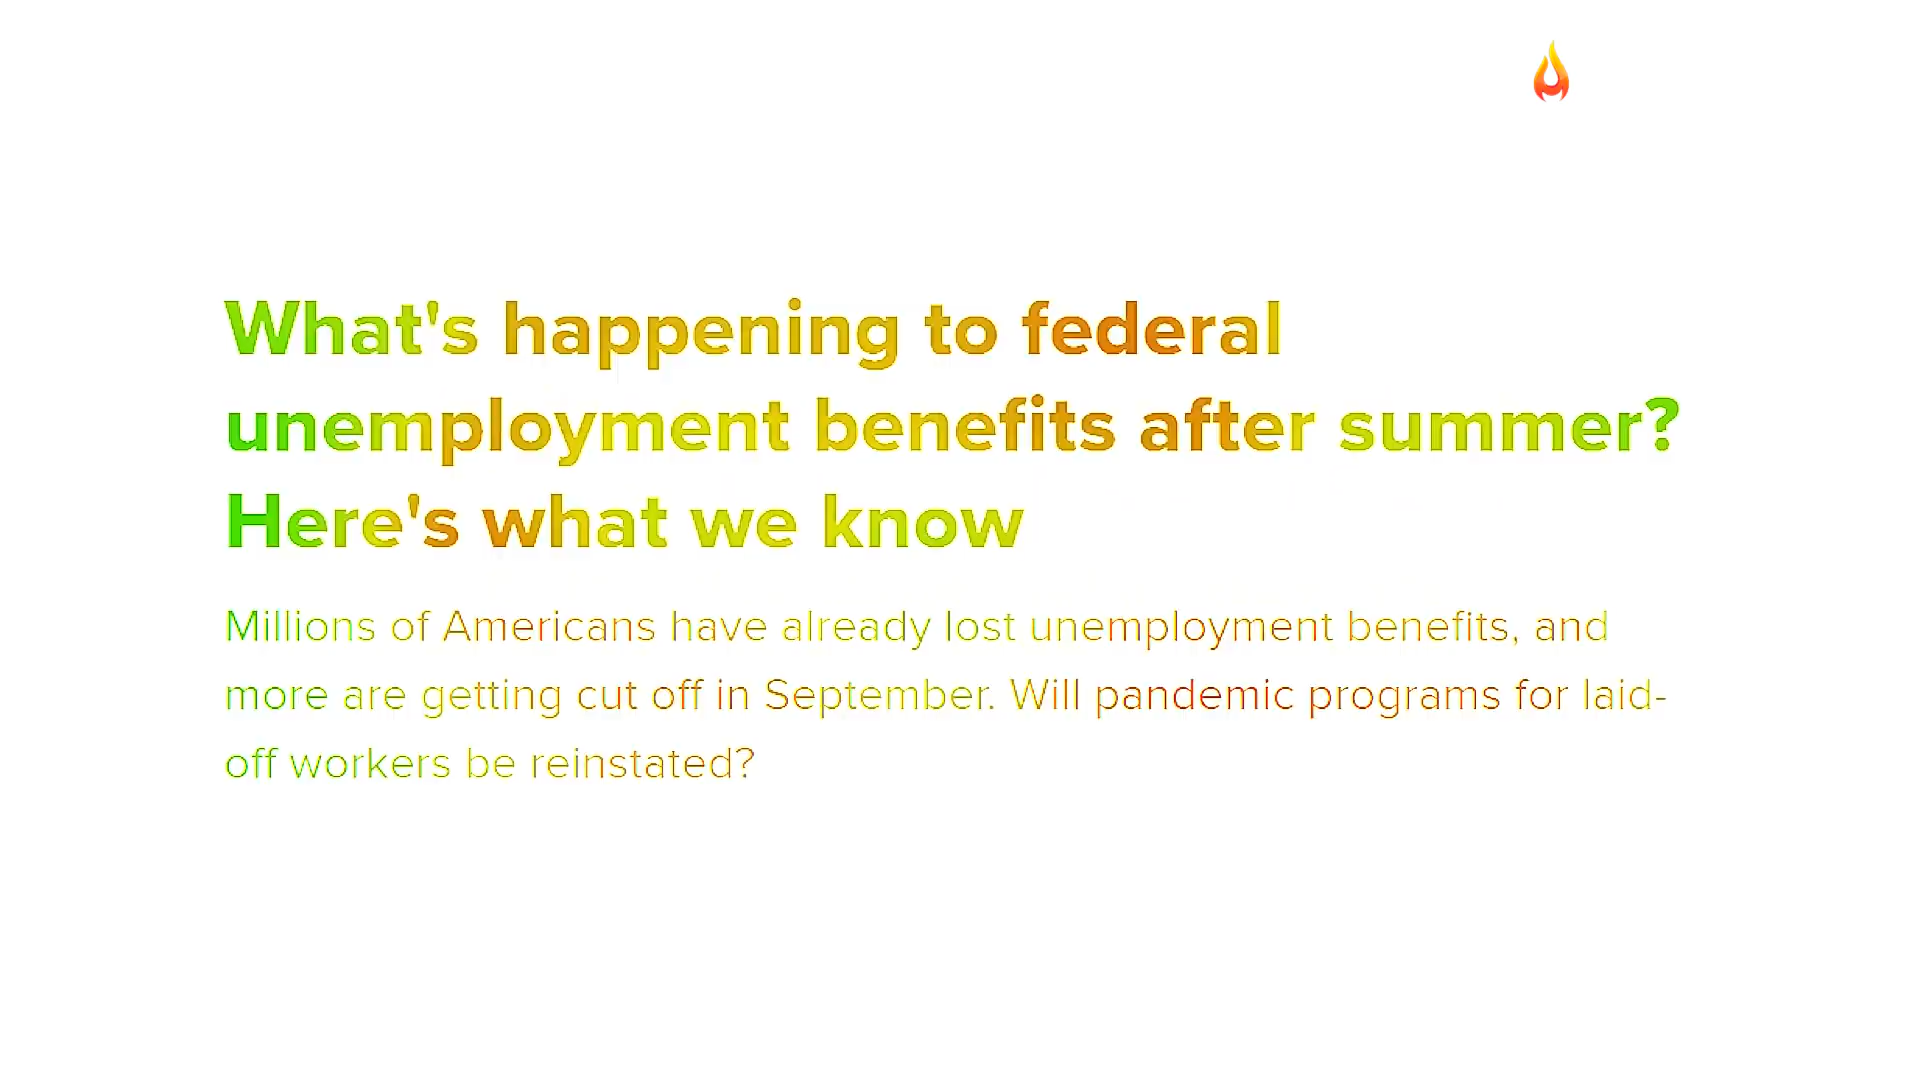 What's happening to federal
unemployment benefits after summer?
Here's what we know
Millions of Americans have already lost unemployment benefits, and
more are getting cut off in September. Will pandemic programs for laid-
off workers be reinstated?